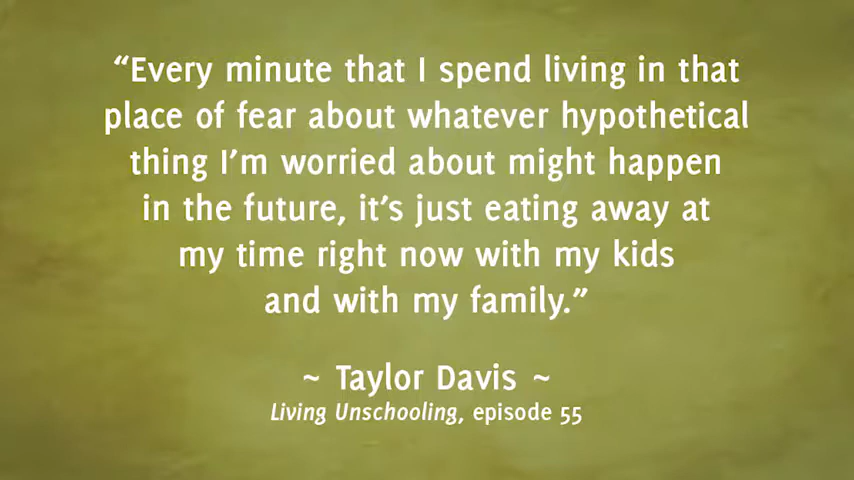 “Every minute that I spend living in that
place of fear about whatever hypothetical
thing I’m worried about might happen
in the future, it’s just eating away at
my time right now with my kids
and with my family.”
~ Taylor Davis ~
Living Unschooling, episode 55